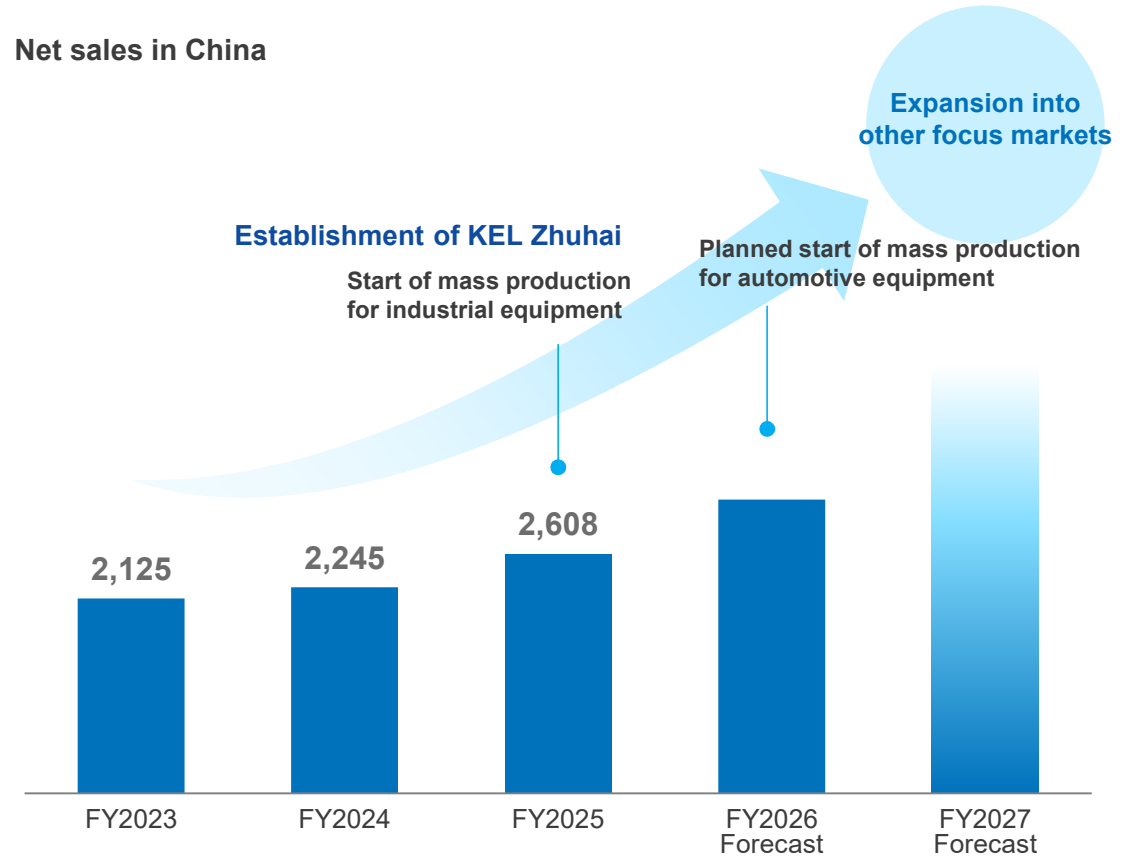 Net sales in China
Expansion into
other focus markets
Establishment of KEL Zhuhai
Start of mass production
for industrial equipment
Planned start of mass production
for automotive equipment
2,125
2,245
2,608
FY2023
FY2024
FY2025
FY2026
Forecast
FY2027
Forecast